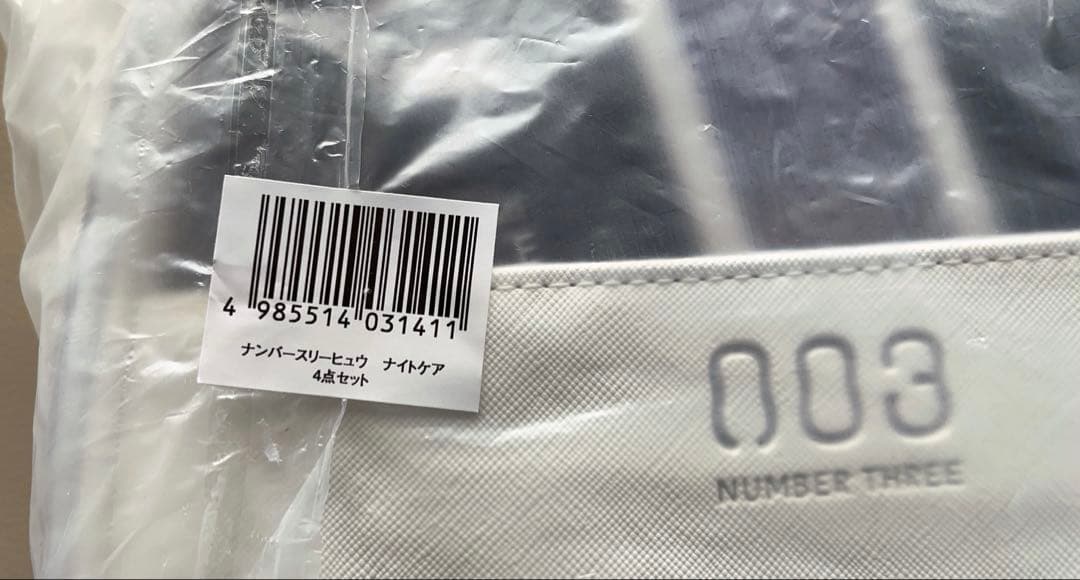 4 985514 031411
ナンバースリーヒュウ　ナイトケア
4点セット
003
NUMBER THREE